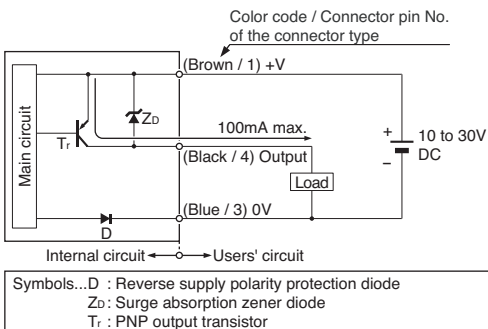 Color code / Connector pin No.
of the connector type
(Brown / 1) +V
Main circuit
Tr
ZD
100mA max.
(Black / 4) Output
+
10 to 30V
DC
−
Load
(Blue / 3) 0V
D
Internal circuit
Users' circuit
Symbols...D : Reverse supply polarity protection diode
ZD : Surge absorption zener diode
Tr : PNP output transistor